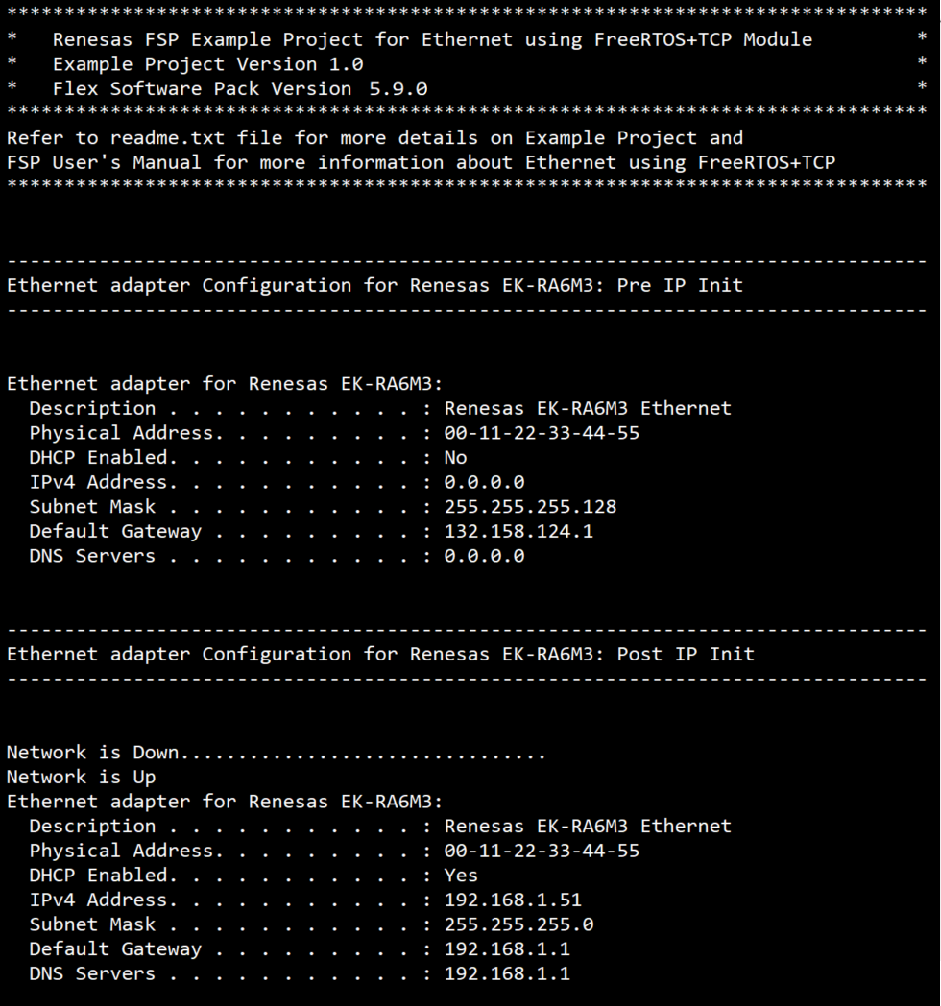 ********************************************************************************
*   Renesas FSP Example Project for Ethernet using FreeRTOS+TCP Module         *
*   Example Project Version 1.0                                                *
*   Flex Software Pack Version  5.9.0                                          *
********************************************************************************
Refer to readme.txt file for more details on Example Project and
FSP User's Manual for more information about Ethernet using FreeRTOS+TCP
********************************************************************************
--------------------------------------------------------------------------------
Ethernet adapter Configuration for Renesas EK-RA6M3: Pre IP Init
--------------------------------------------------------------------------------
Ethernet adapter for Renesas EK-RA6M3:
  Description . . . . . . . . . . . : Renesas EK-RA6M3 Ethernet
  Physical Address. . . . . . . . . : 00-11-22-33-44-55
  DHCP Enabled. . . . . . . . . . . : No
  IPv4 Address. . . . . . . . . . . : 0.0.0.0
  Subnet Mask . . . . . . . . . . . : 255.255.255.128
  Default Gateway . . . . . . . . . : 132.158.124.1
  DNS Servers . . . . . . . . . . . : 0.0.0.0
--------------------------------------------------------------------------------
Ethernet adapter Configuration for Renesas EK-RA6M3: Post IP Init
--------------------------------------------------------------------------------
Network is Down................................
Network is Up
Ethernet adapter for Renesas EK-RA6M3:
  Description . . . . . . . . . . . : Renesas EK-RA6M3 Ethernet
  Physical Address. . . . . . . . . : 00-11-22-33-44-55
  DHCP Enabled. . . . . . . . . . . : Yes
  IPv4 Address. . . . . . . . . . . : 192.168.1.51
  Subnet Mask . . . . . . . . . . . : 255.255.255.0
  Default Gateway . . . . . . . . . : 192.168.1.1
  DNS Servers . . . . . . . . . . . : 192.168.1.1